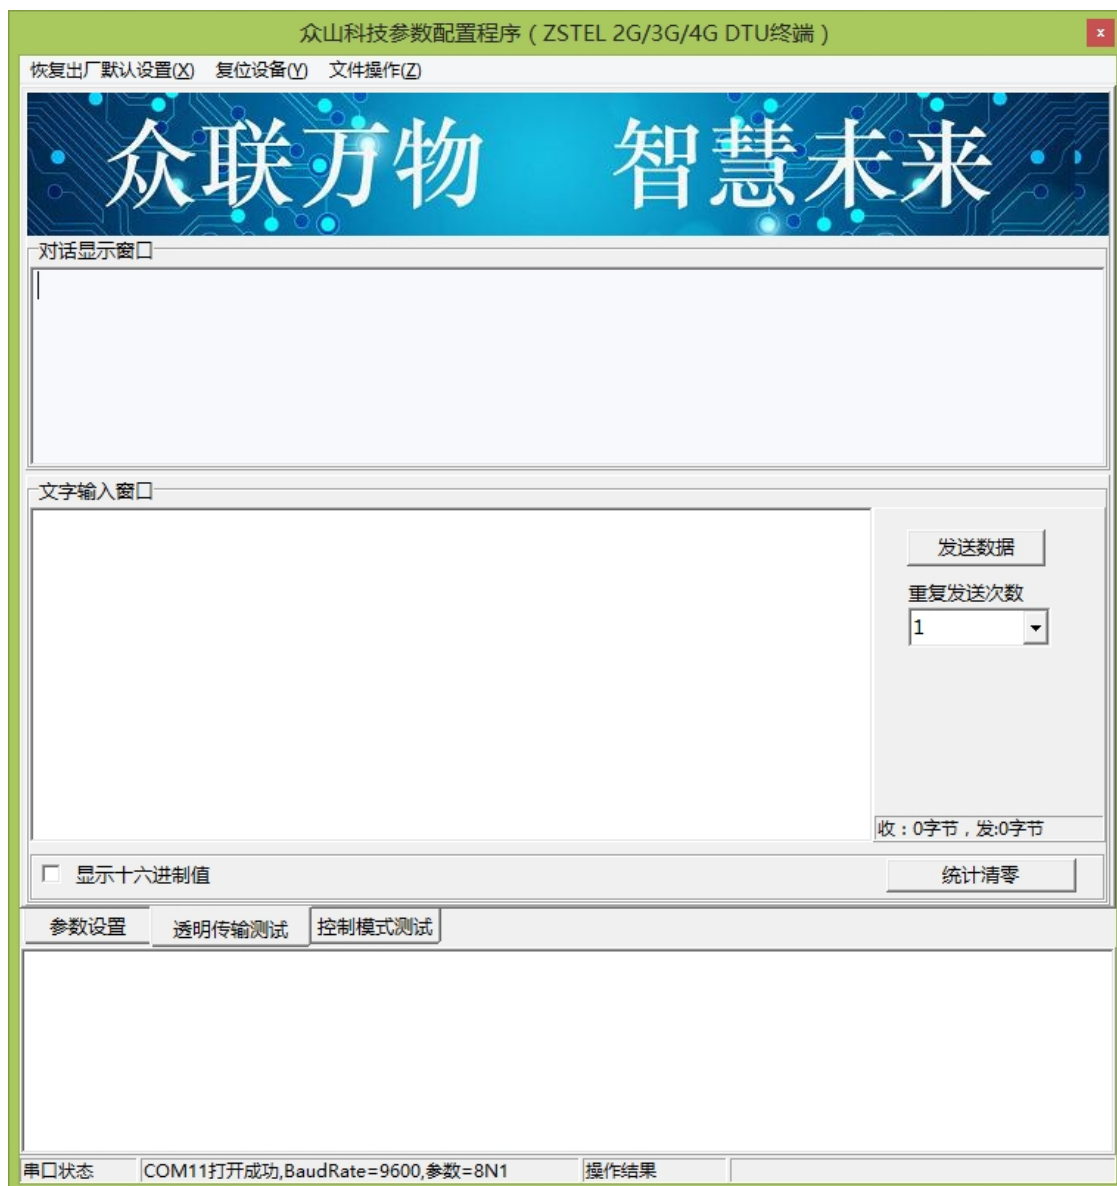 众山科技参数配置程序（ZSTEL 2G/3G/4G DTU终端）
x
恢复出厂默认设置(X) 复位设备(Y) 文件操作(Z)
众联万物 智慧未来
对话显示窗口
文字输入窗口
发送数据
重复发送次数
1
收：0字节，发:0字节
显示十六进制值
统计清零
参数设置 透明传输测试 控制模式测试
串口状态 COM11打开成功,BaudRate=9600,参数=8N1 操作结果